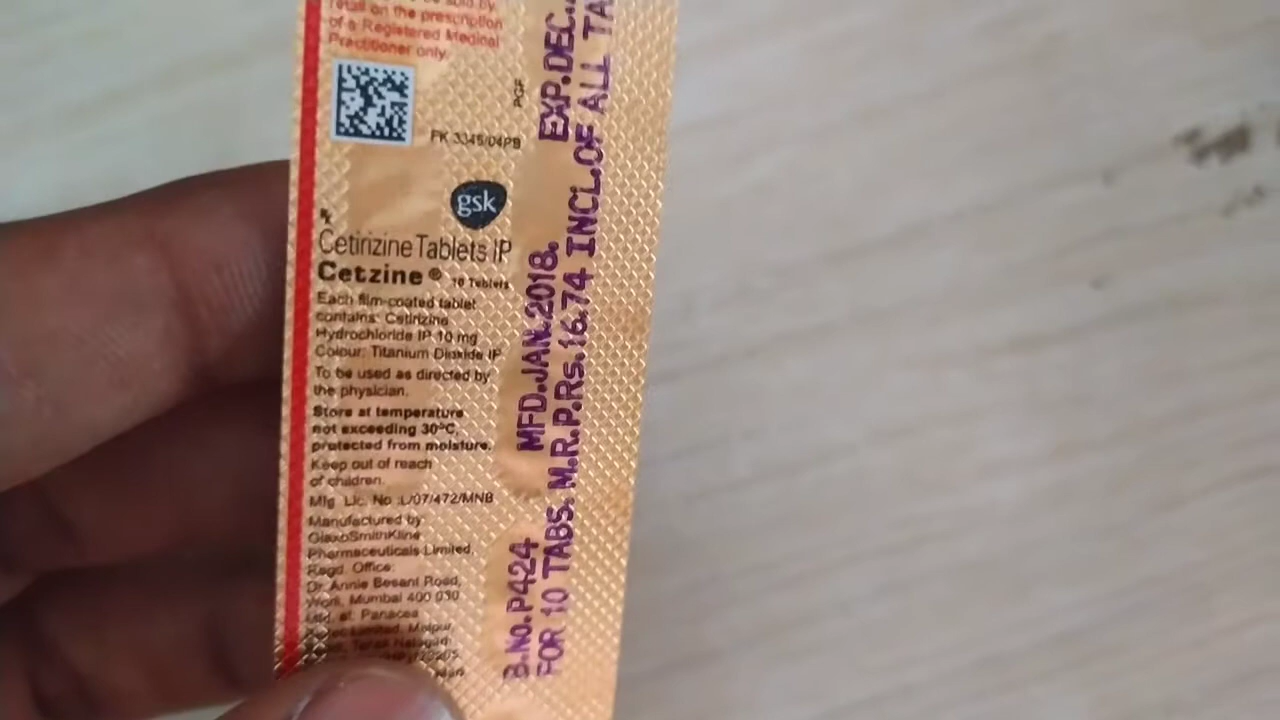 retail on the prescription
of a Registered Medical
Practitioner only.
PGF
FK 3345/04PB
gsk
Rx
Cetirizine Tablets IP
Cetzine® 10 Tablets
Each film-coated tablet
contains: Cetirizine
Hydrochloride IP 10 mg
Colour: Titanium Dioxide IP
To be used as directed by
the physician.
Store at temperature
not exceeding 30°C,
protected from moisture.
Keep out of reach
of children.
Mfg. Lic. No.:L/07/472/MNB
Manufactured by
GlaxoSmithKline
Pharmaceuticals Limited,
Regd. Office:
Dr. Annie Besant Road,
Worli, Mumbai 400 030
at: Panacea
Limited, Malpur
B.No.P424 MFD.JAN.2018. EXP.DEC.
FOR 10 TABS. M.R.P.Rs.16.74 INCL.OF ALL TA